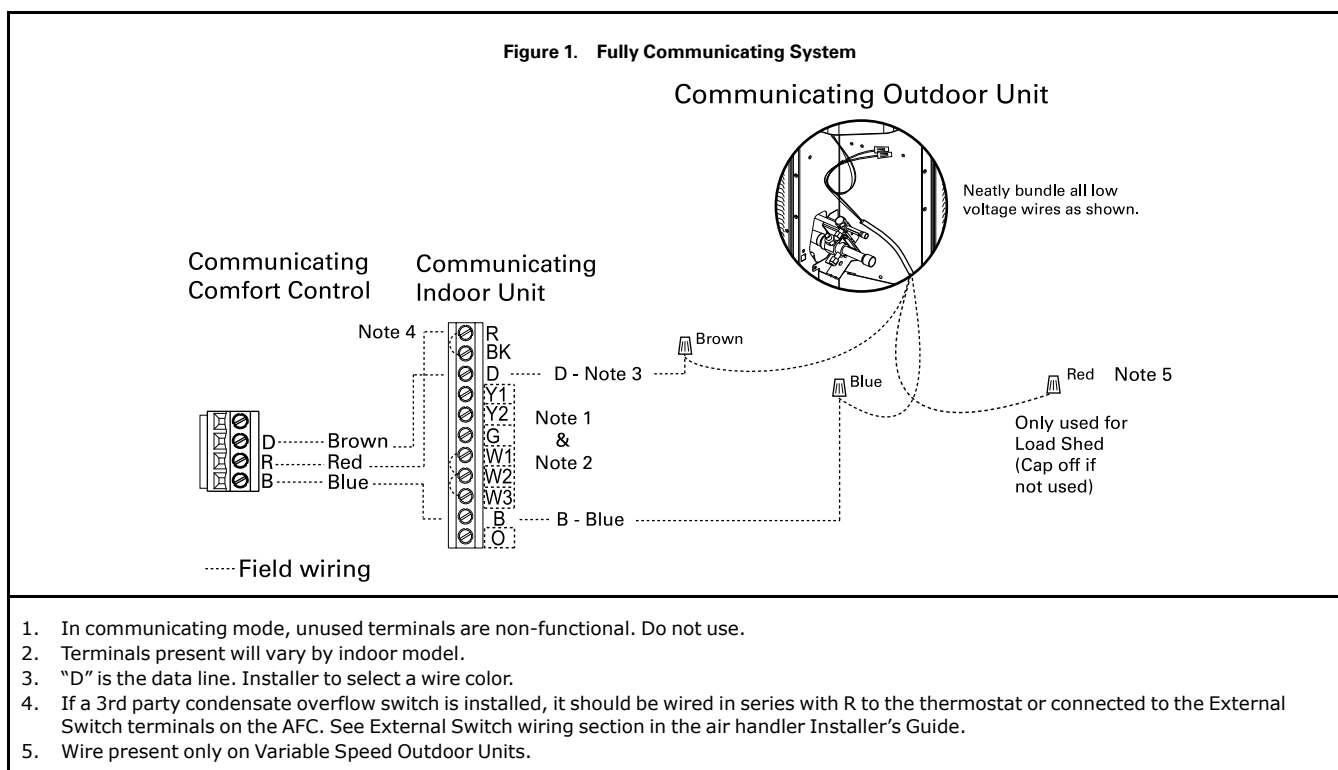 Figure 1. Fully Communicating System
Communicating Outdoor Unit
Neatly bundle all low
voltage wires as shown.
Communicating
Comfort Control
Communicating
Indoor Unit
Note 4
R
BK
D
Y1
Y2
G
W1
W2
W3
B
O
D - Note 3
Brown
Blue
Red
Note 5
Only used for
Load Shed
(Cap off if
not used)
Note 1
&
Note 2
D Brown
R Red
B Blue
B - Blue
Field wiring
1. In communicating mode, unused terminals are non-functional. Do not use.
2. Terminals present will vary by indoor model.
3. “D” is the data line. Installer to select a wire color.
4. If a 3rd party condensate overflow switch is installed, it should be wired in series with R to the thermostat or connected to the External
Switch terminals on the AFC. See External Switch wiring section in the air handler Installer’s Guide.
5. Wire present only on Variable Speed Outdoor Units.